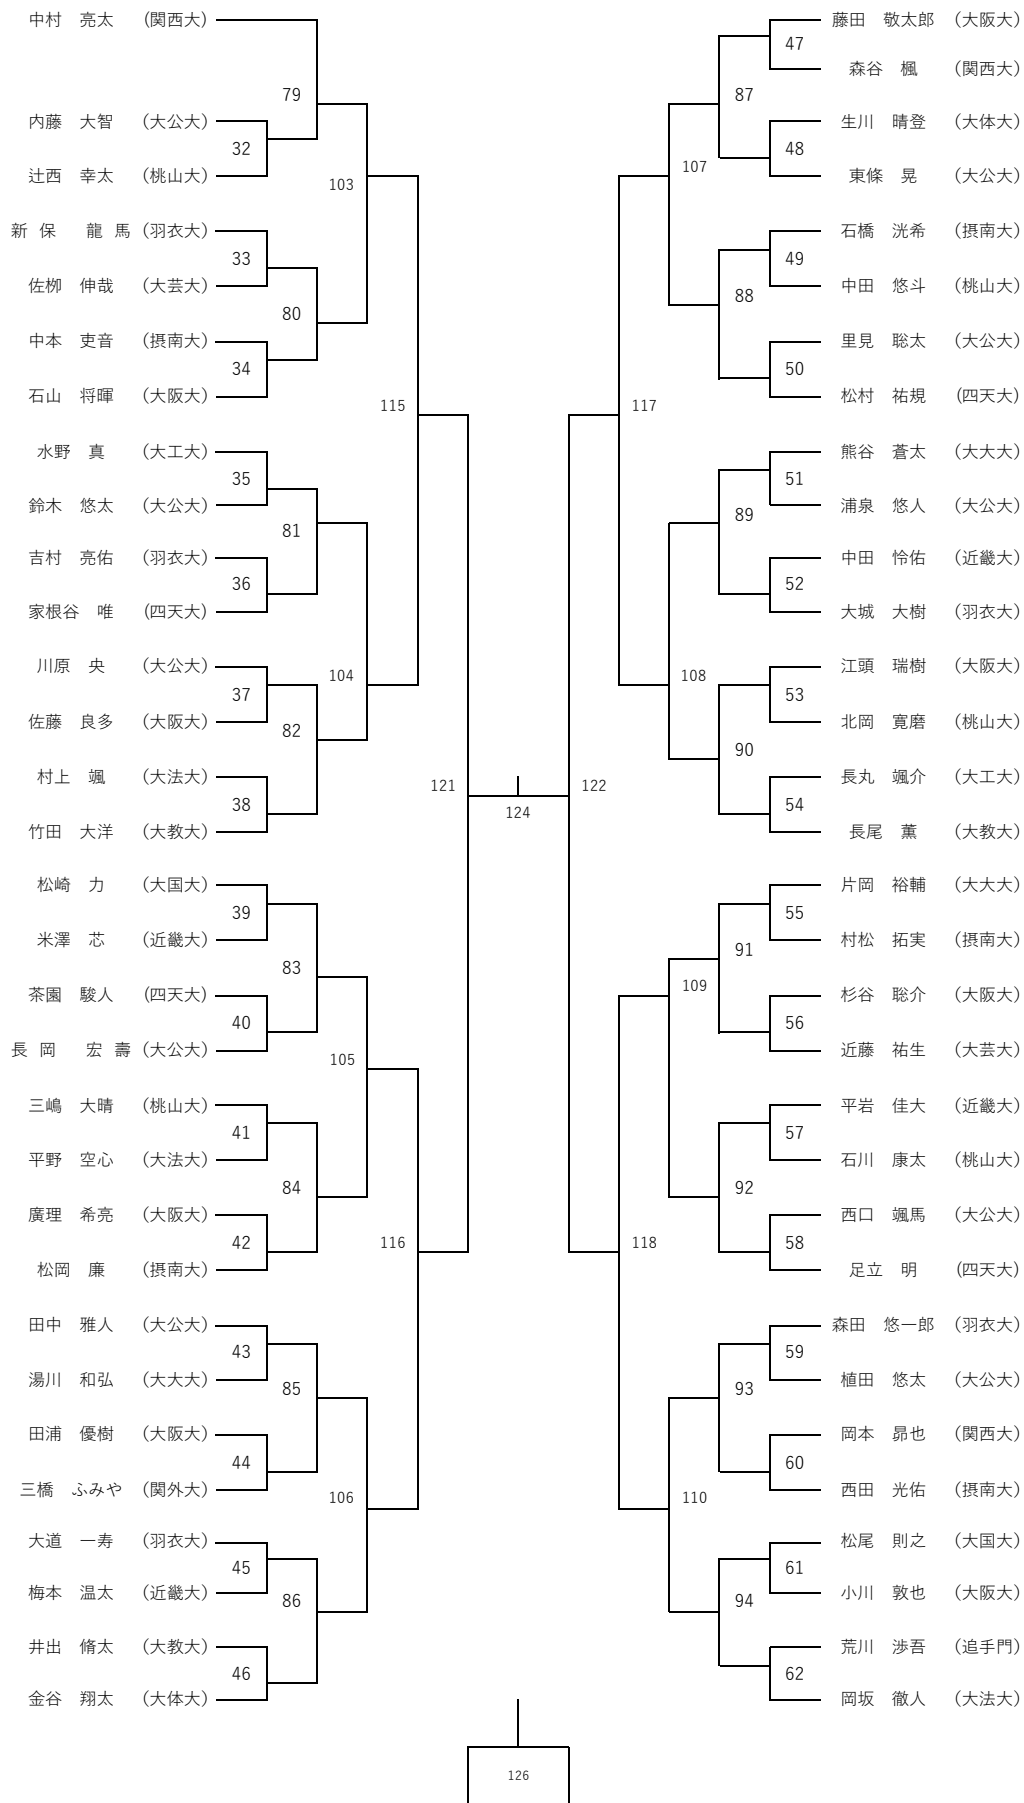 中村　亮太　(関西大)
79
内藤　大智　(大公大)
32
辻西　幸太　(桃山大)
103
新 保　龍 馬 (羽衣大)
33
佐栁　伸哉　(大芸大)
80
中本　吏音　(摂南大)
34
石山　将暉　(大阪大)
115
水野　真　(大工大)
35
鈴木　悠太　(大公大)
81
吉村　亮佑　(羽衣大)
36
家根谷　唯　(四天大)
104
川原　央　(大公大)
37
佐藤　良多　(大阪大)
82
村上　颯　(大法大)
38
竹田　大洋　(大教大)
121
松崎　力　(大国大)
39
米澤　芯　(近畿大)
83
茶園　駿人　(四天大)
40
長 岡　宏 壽 (大公大)
105
三嶋　大晴　(桃山大)
41
平野　空心　(大法大)
84
廣理　希亮　(大阪大)
42
松岡　廉　(摂南大)
116
田中　雅人　(大公大)
43
湯川　和弘　(大大大)
85
田浦　優樹　(大阪大)
44
三橋　ふみや　(関外大)
106
大道　一寿　(羽衣大)
45
梅本　温太　(近畿大)
86
井出　脩太　(大教大)
46
金谷　翔太　(大体大)
124
藤田　敬太郎　(大阪大)
47
森谷　楓　(関西大)
87
生川　晴登　(大体大)
48
東條　晃　(大公大)
107
石橋　洸希　(摂南大)
49
中田　悠斗　(桃山大)
88
里見　聡太　(大公大)
50
松村　祐規　(四天大)
117
熊谷　蒼太　(大大大)
51
浦泉　悠人　(大公大)
89
中田　怜佑　(近畿大)
52
大城　大樹　(羽衣大)
108
江頭　瑞樹　(大阪大)
53
北岡　寛磨　(桃山大)
90
長丸　颯介　(大工大)
54
長尾　薫　(大教大)
122
片岡　裕輔　(大大大)
55
村松　拓実　(摂南大)
91
杉谷　聡介　(大阪大)
56
近藤　祐生　(大芸大)
109
平岩　佳大　(近畿大)
57
石川　康太　(桃山大)
92
西口　颯馬　(大公大)
58
足立　明　(四天大)
118
森田　悠一郎　(羽衣大)
59
植田　悠太　(大公大)
93
岡本　昴也　(関西大)
60
西田　光佑　(摂南大)
110
松尾　則之　(大国大)
61
小川　敦也　(大阪大)
94
荒川　渉吾　(追手門)
62
岡坂　徹人　(大法大)
126